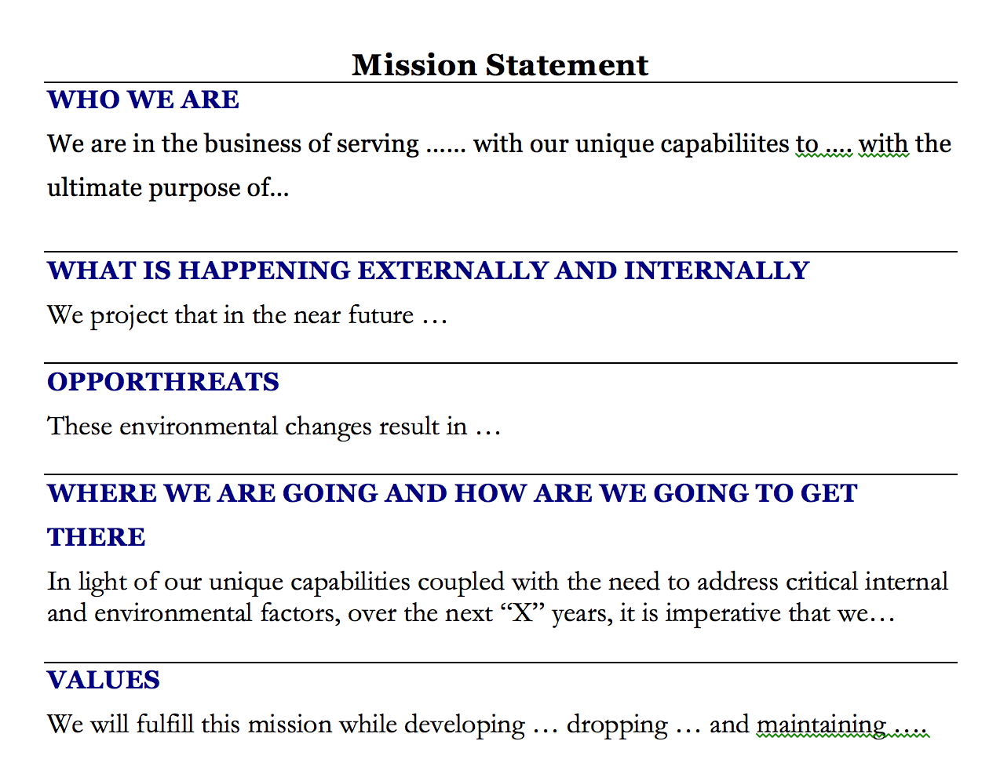 Mission Statement
WHO WE ARE
We are in the business of serving ...... with our unique capabiliites to .... with the
ultimate purpose of...
WHAT IS HAPPENING EXTERNALLY AND INTERNALLY
We project that in the near future …
OPPORTHREATS
These environmental changes result in …
WHERE WE ARE GOING AND HOW ARE WE GOING TO GET
THERE
In light of our unique capabilities coupled with the need to address critical internal
and environmental factors, over the next “X” years, it is imperative that we…
VALUES
We will fulfill this mission while developing … dropping … and maintaining ….